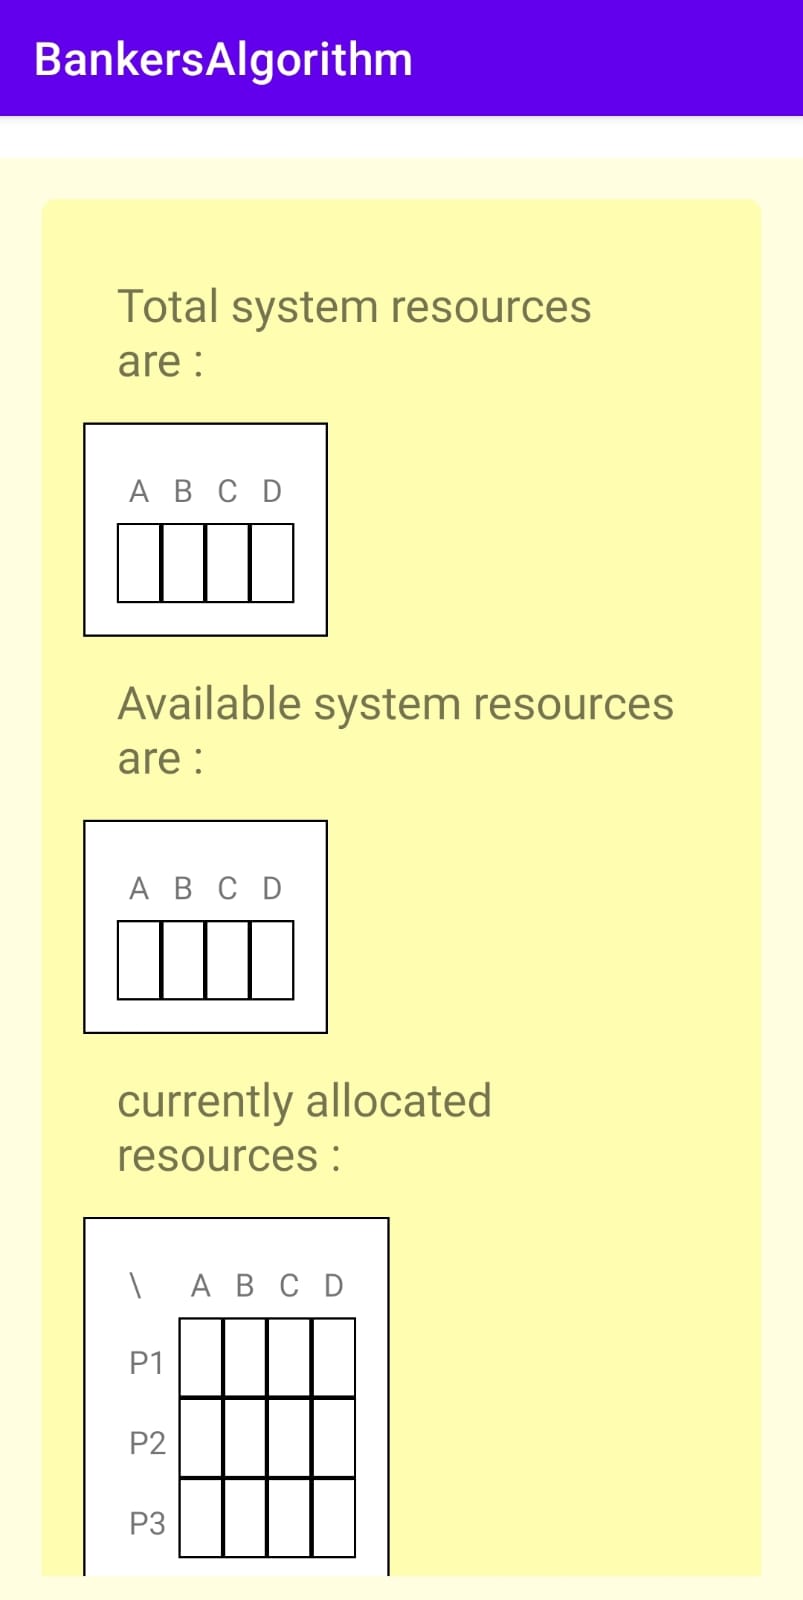 BankersAlgorithm
Total system resources
are :
A B C D
Available system resources
are :
A B C D
currently allocated
resources :
\ A B C D
P1
P2
P3